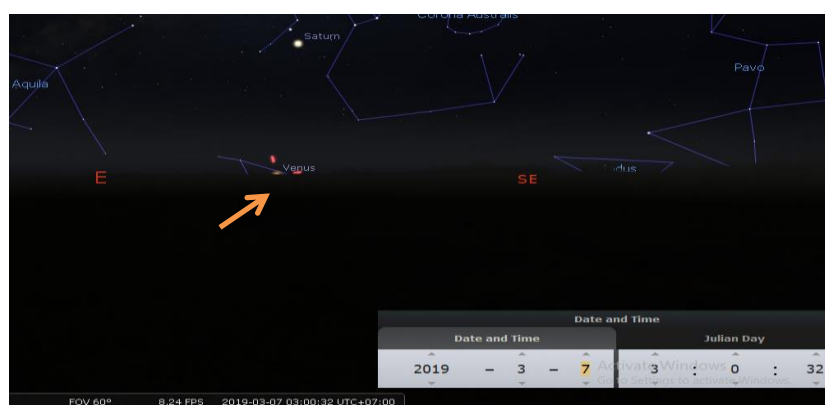 Corona Australis
Saturn
Pavo
Aquila
Venus
dus
E
SE
Date and Time
Date and Time Julian Day
Activate Windows
2019 - 3 - 7 3 : 0 : 32
Go to Settings to activate Windows.
FOV 60° 8.24 FPS 2019-03-07 03:00:32 UTC+07:00